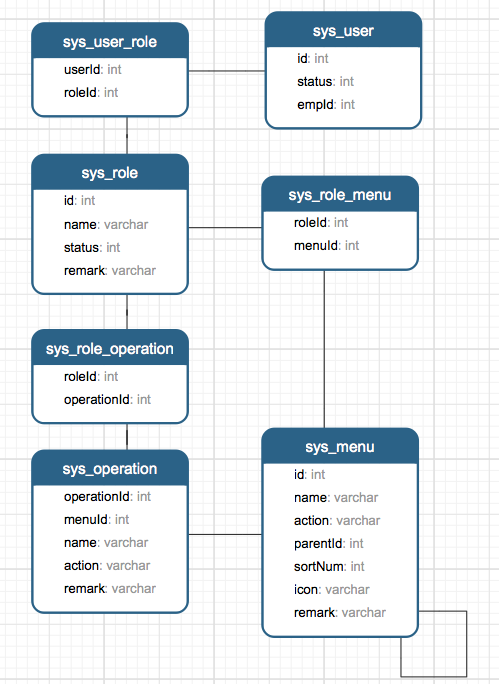 sys_user_role
userId: int
roleId: int
sys_user
id: int
status: int
empId: int
sys_role
id: int
name: varchar
status: int
remark: varchar
sys_role_menu
roleId: int
menuId: int
sys_role_operation
roleId: int
operationId: int
sys_operation
operationId: int
menuId: int
name: varchar
action: varchar
remark: varchar
sys_menu
id: int
name: varchar
action: varchar
parentId: int
sortNum: int
icon: varchar
remark: varchar